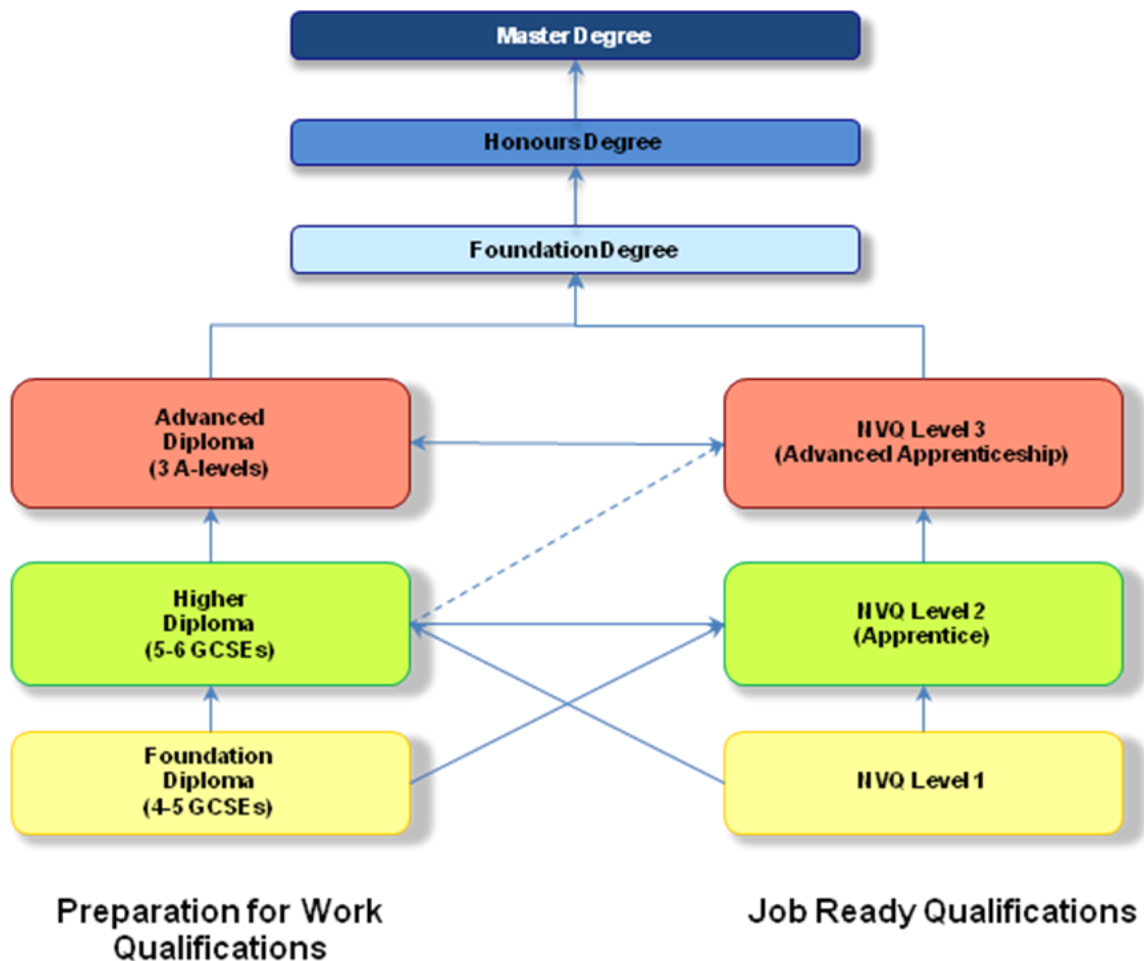 Master Degree
Honours Degree
Foundation Degree
Advanced
Diploma
(3 A-levels)
NVQ Level 3
(Advanced Apprenticeship)
Higher
Diploma
(5-6 GCSEs)
NVQ Level 2
(Apprentice)
Foundation
Diploma
(4-5 GCSEs)
NVQ Level 1
Preparation for Work
Qualifications
Job Ready Qualifications